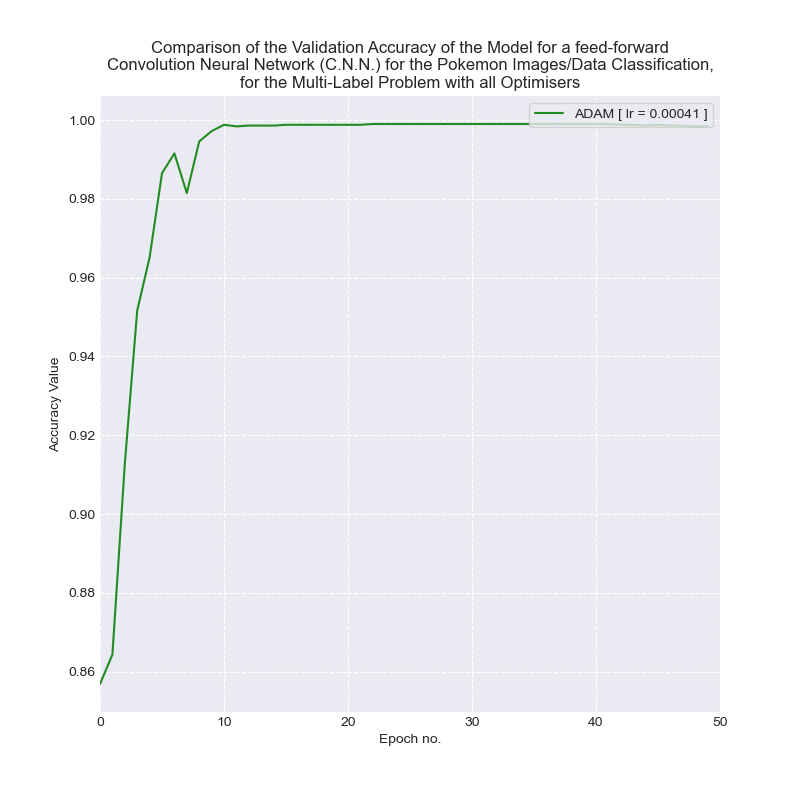 Comparison of the Validation Accuracy of the Model for a feed-forward
Convolution Neural Network (C.N.N.) for the Pokemon Images/Data Classification,
for the Multi-Label Problem with all Optimisers
ADAM [ lr = 0.00041 ]
1.00
0.98
0.96
0.94
0.92
0.90
0.88
0.86
Accuracy Value
0 10 20 30 40 50
Epoch no.